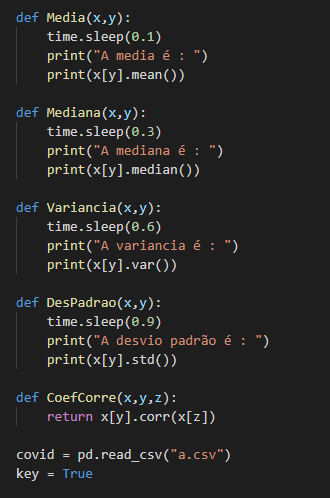 def Media(x,y):
    time.sleep(0.1)
    print("A media é : ")
    print(x[y].mean())
def Mediana(x,y):
    time.sleep(0.3)
    print("A mediana é : ")
    print(x[y].median())
def Variancia(x,y):
    time.sleep(0.6)
    print("A variancia é : ")
    print(x[y].var())
def DesPadrao(x,y):
    time.sleep(0.9)
    print("A desvio padrão é : ")
    print(x[y].std())
def CoefCorre(x,y,z):
    return x[y].corr(x[z])
covid = pd.read_csv("a.csv")
key = True